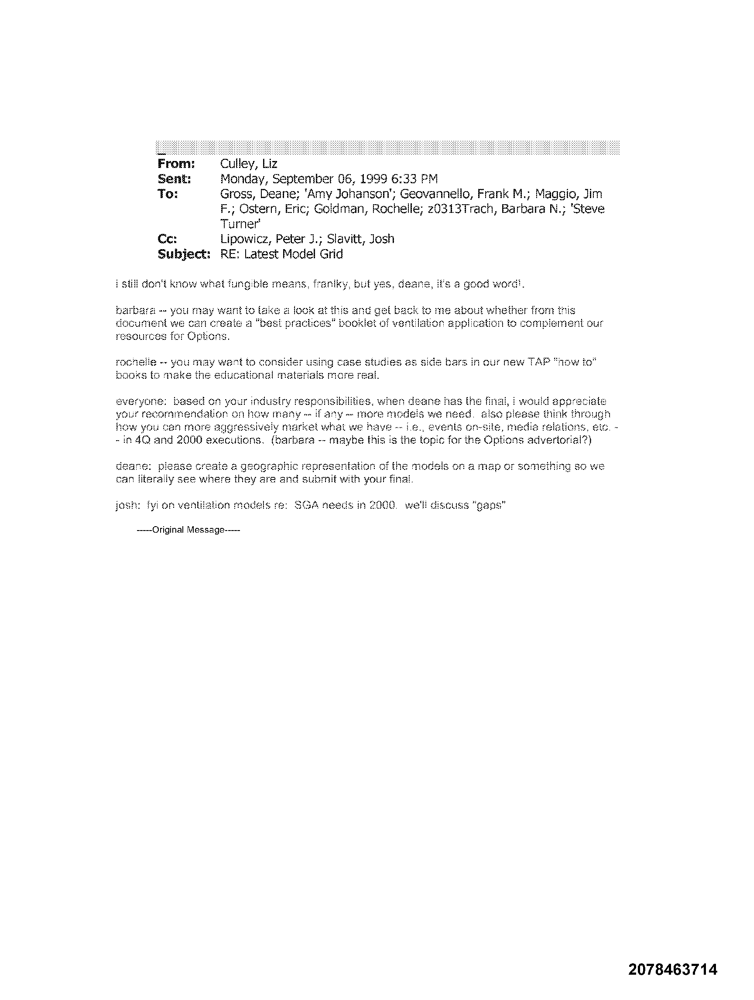 From: Culley, Liz
Sent: Monday, September 06, 1999 6:33 PM
To: Gross, Deane; 'Amy Johanson'; Geovannello, Frank M.; Maggio, Jim
F.; Ostern, Eric; Goldman, Rochelle; z0313Trach, Barbara N.; 'Steve
Turner'
Cc: Lipowicz, Peter J.; Slavitt, Josh
Subject: RE: Latest Model Grid
i still don't know what fungible means, franlky, but yes, deane, it's a good word!.
barbara -- you may want to take a look at this and get back to me about whether from this
document we can create a "best practices" booklet of ventilation application to complement our
resources for Options.
rochelle -- you may want to consider using case studies as side bars in our new TAP "how to"
books to make the educational materials more real.
everyone: based on your industry responsibilities, when deane has the final, i would appreciate
your recommendation on how many -- if any -- more models we need. also please think through
how you can more aggressively market what we have -- i.e., events on-site, media relations, etc. -
- in 4Q and 2000 executions. (barbara -- maybe this is the topic for the Options advertorial?)
deane: please create a geographic representation of the models on a map or something so we
can literally see where they are and submit with your final.
josh: fyi on ventilation models re: SGA needs in 2000. we'll discuss "gaps"
-----Original Message-----
2078463714